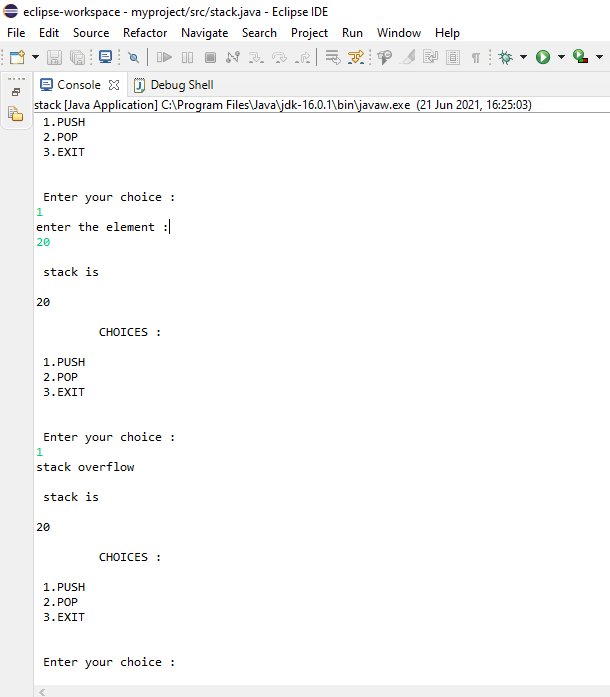 eclipse-workspace - myproject/src/stack.java - Eclipse IDE
File Edit Source Refactor Navigate Search Project Run Window Help
Console Debug Shell
stack [Java Application] C:\Program Files\Java\jdk-16.0.1\bin\javaw.exe (21 Jun 2021, 16:25:03)
1.PUSH
2.POP
3.EXIT
Enter your choice :
1
enter the element :
20
stack is
20
CHOICES :
1.PUSH
2.POP
3.EXIT
Enter your choice :
1
stack overflow
stack is
20
CHOICES :
1.PUSH
2.POP
3.EXIT
Enter your choice :